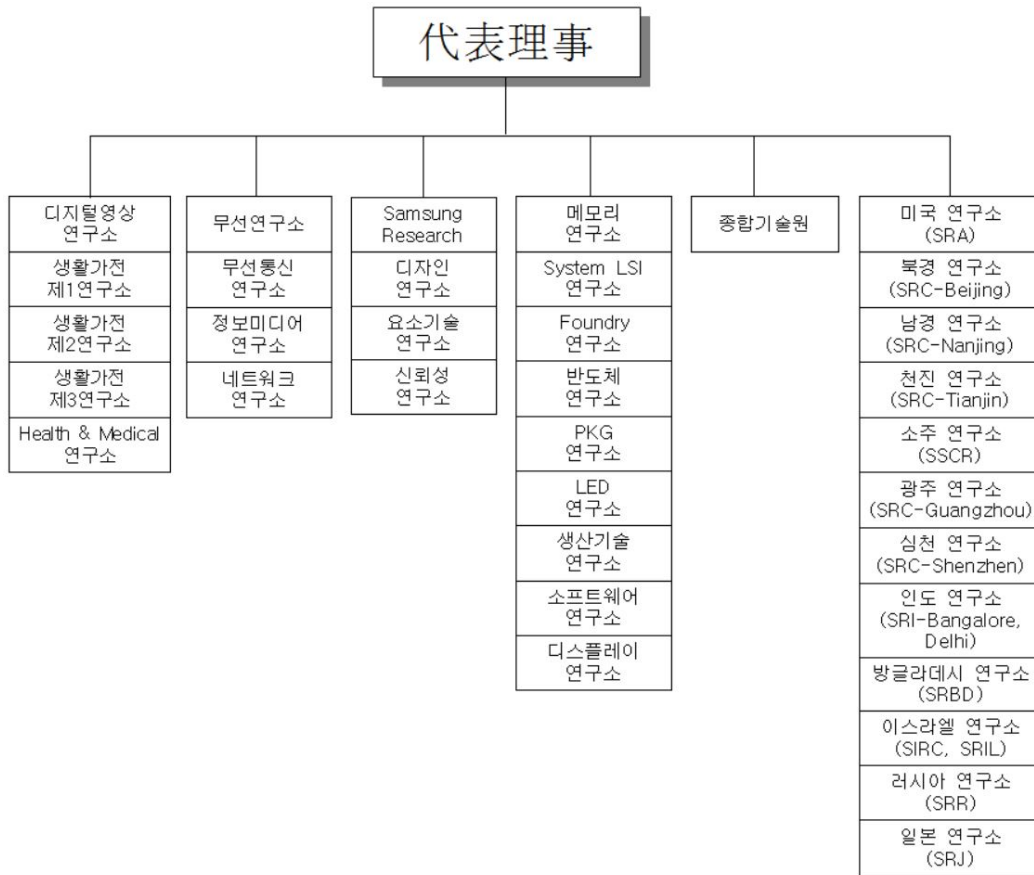 代表理事
디지털영상
연구소
생활가전
제1연구소
생활가전
제2연구소
생활가전
제3연구소
Health & Medical
연구소
무선연구소
무선통신
연구소
정보미디어
연구소
네트워크
연구소
Samsung
Research
디자인
연구소
요소기술
연구소
신뢰성
연구소
메모리
연구소
System LSI
연구소
Foundry
연구소
반도체
연구소
PKG
연구소
LED
연구소
생산기술
연구소
소프트웨어
연구소
디스플레이
연구소
종합기술원
미국 연구소
(SRA)
북경 연구소
(SRC-Beijing)
남경 연구소
(SRC-Nanjing)
천진 연구소
(SRC-Tianjin)
소주 연구소
(SSCR)
광주 연구소
(SRC-Guangzhou)
심천 연구소
(SRC-Shenzhen)
인도 연구소
(SRI-Bangalore,
Delhi)
방글라데시 연구소
(SRBD)
이스라엘 연구소
(SIRC, SRIL)
러시아 연구소
(SRR)
일본 연구소
(SRJ)